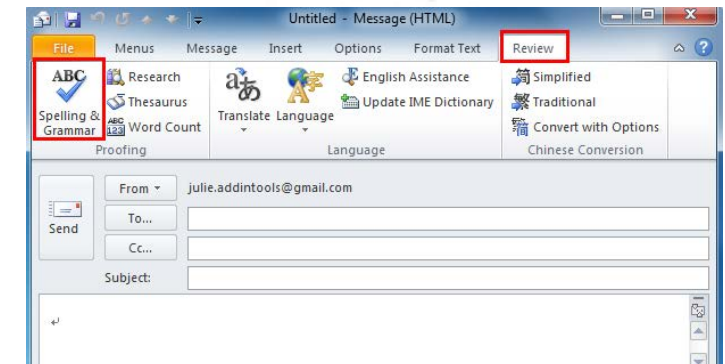 Untitled - Message (HTML)
File Menus Message Insert Options Format Text Review
ABC Research English Assistance 简 Simplified
Thesaurus Update IME Dictionary 繁 Traditional
Spelling & Grammar ABC 123 Word Count Translate Language 简 Convert with Options
Proofing Language Chinese Conversion
From julie.addintools@gmail.com
To...
Send
Cc...
Subject: